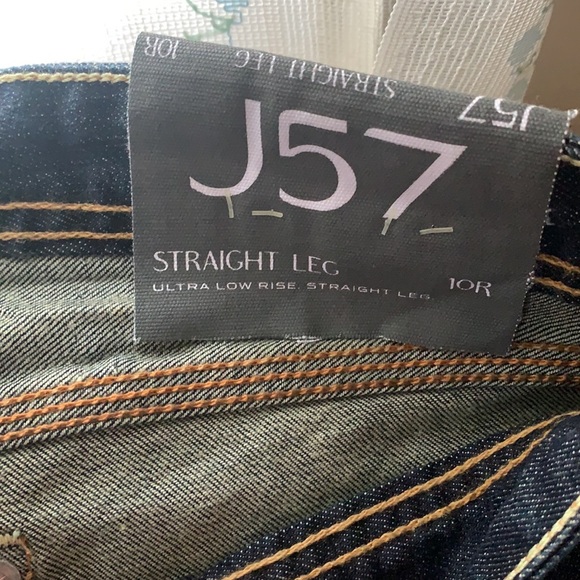 10R
STRAIGHT LEG
J57
J57
STRAIGHT LEG
10R
ULTRA LOW RISE. STRAIGHT LEG.